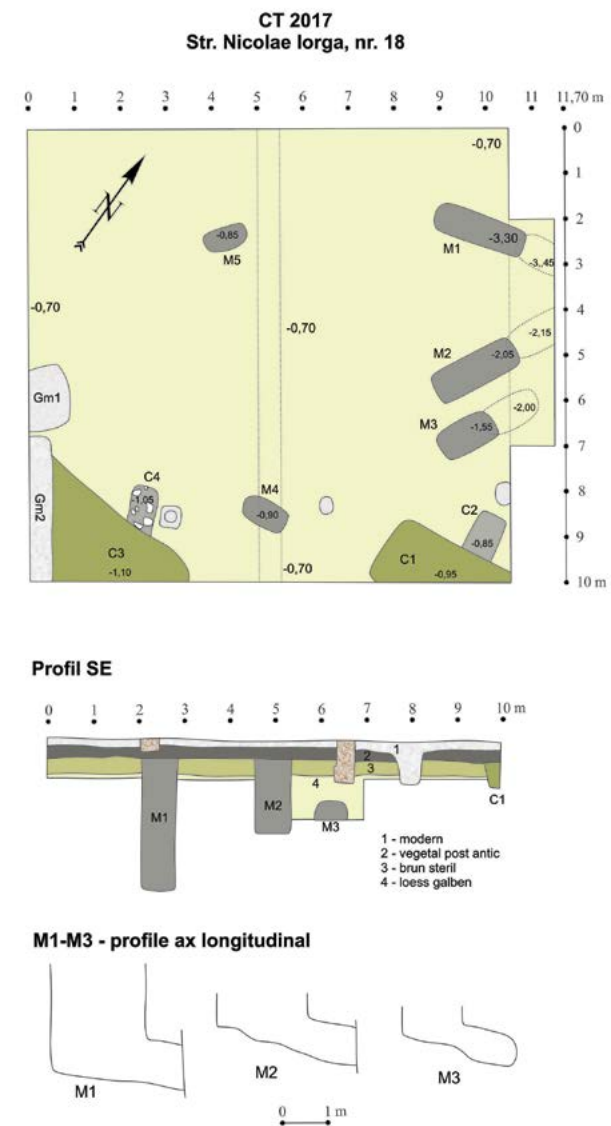 CT 2017
Str. Nicolae Iorga, nr. 18
0 1 2 3 4 5 6 7 8 9 10 11 11,70 m
0
-0,70
1
2
-0,85
-3,30
M1
M5
-3,45
3
4
-0,70
-0,70
-2,15
M2
-2,05
5
Gm1
6
-2,00
M3
-1,55
7
C4
M4
8
-1,05
C2
Gm2
-0,90
-0,85
9
C3
C1
-1,10
-0,70
-0,95
10 m
Profil SE
0 1 2 3 4 5 6 7 8 9 10 m
1
2
3
4
M1
M2
M3
C1
1 - modern
2 - vegetal post antic
3 - brun steril
4 - loess galben
M1-M3 - profile ax longitudinal
M1
M2
M3
0 1 m
N